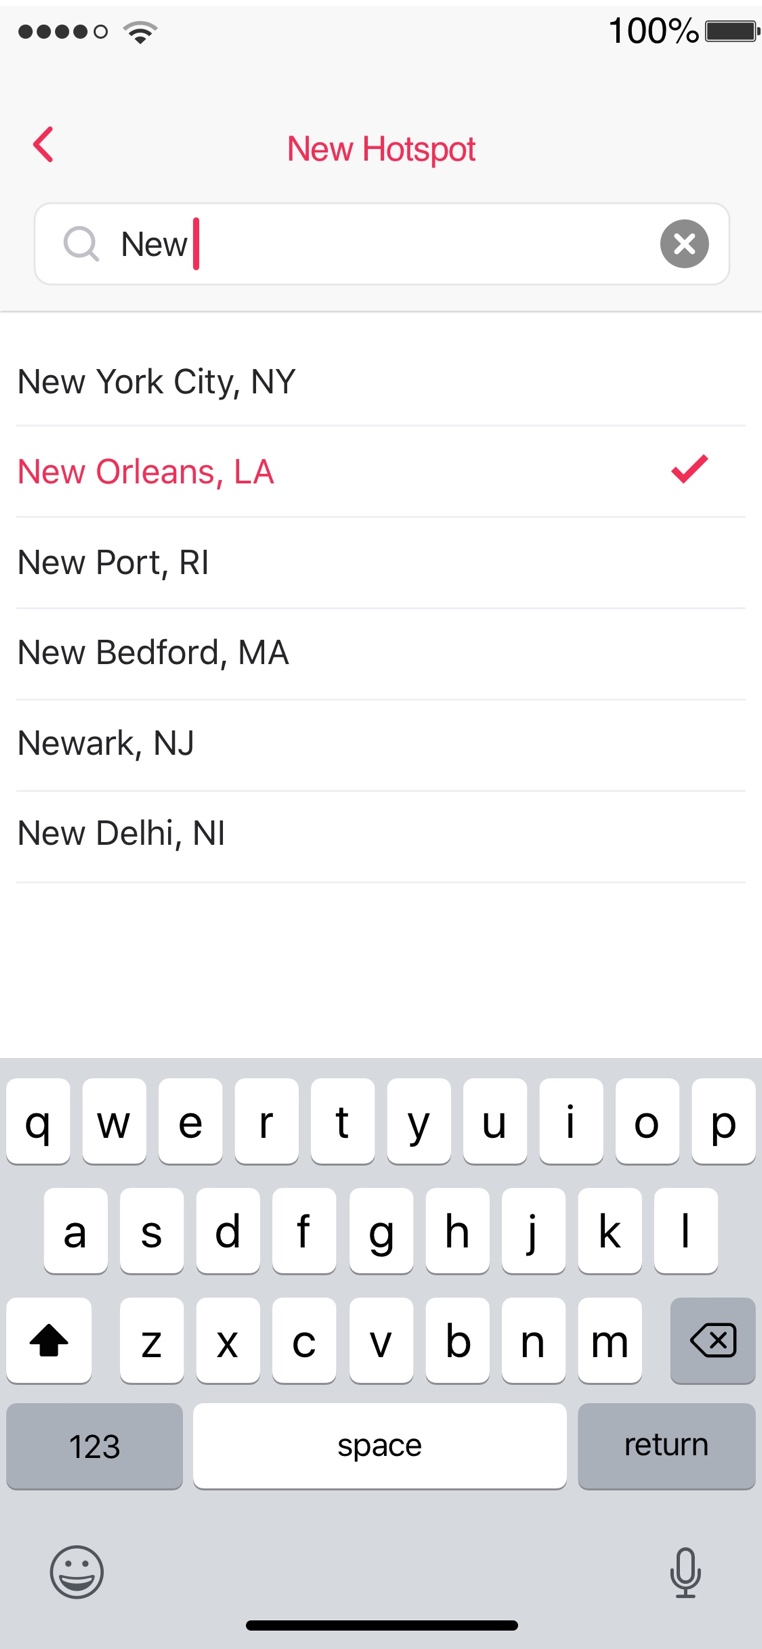 100%
New Hotspot
New
New York City, NY
New Orleans, LA
New Port, RI
New Bedford, MA
Newark, NJ
New Delhi, NI
q w e r t y u i o p
a s d f g h j k l
z x c v b n m
123 space return